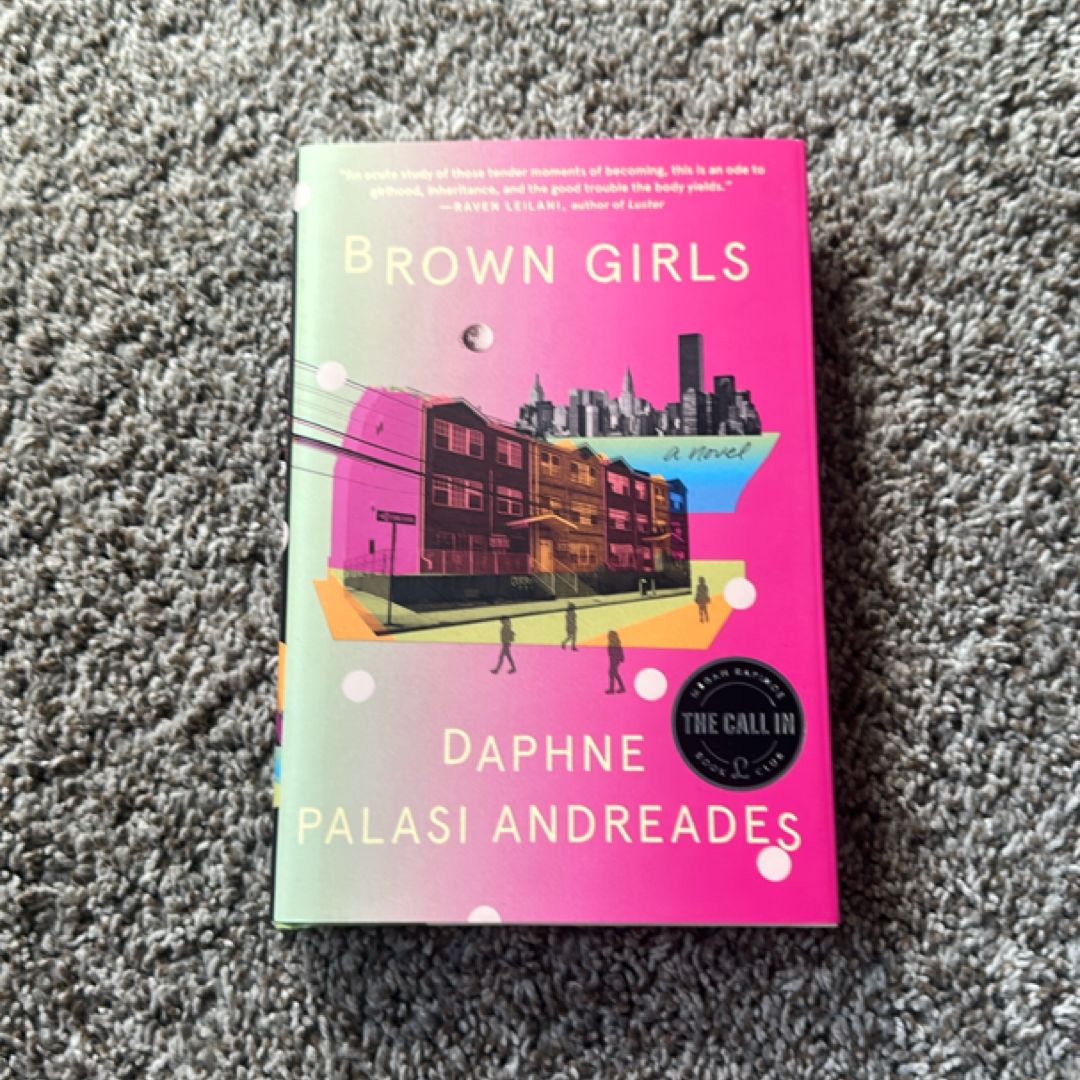 "An acute study of those tender moments of becoming, this is an ode to
girlhood, inheritance, and the good trouble the body yields."
—RAVEN LEILANI, author of Luster
BROWN GIRLS
a novel
MEGAN RAPINOE
THE CALL IN
BOOK CLUB
DAPHNE
PALASI ANDREADES